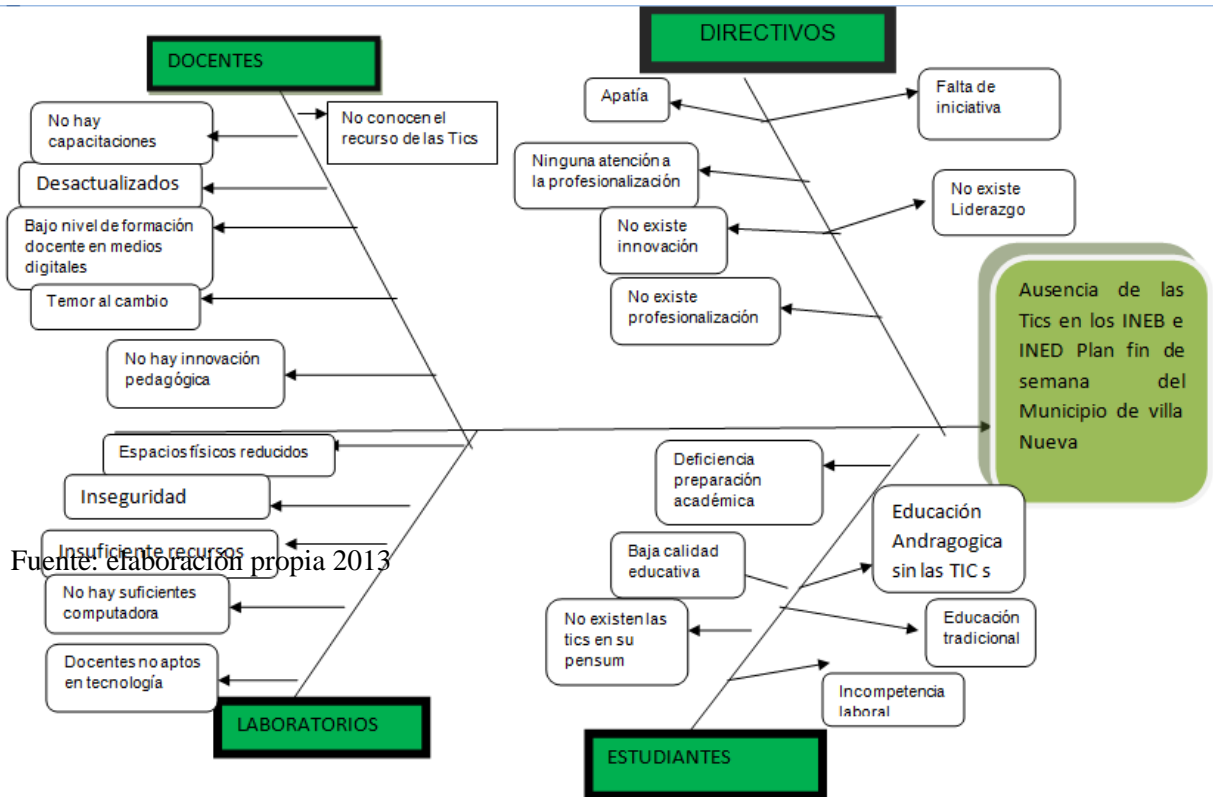 DOCENTES
No hay
capacitaciones
No conocen el
recurso de las Tics
Desactualizados
Bajo nivel de formación
docente en medios
digitales
Temor al cambio
No hay innovación
pedagógica
DIRECTIVOS
Apatía
Falta de
iniciativa
Ninguna atención a
la profesionalización
No existe
Liderazgo
No existe
innovación
No existe
profesionalización
Ausencia de las
Tics en los INEB e
INED Plan fin de
semana del
Municipio de villa
Nueva
Espacios físicos reducidos
Inseguridad
Insuficiente recursos
Fuente: elaboración propia 2013
No hay suficientes
computadora
Docentes no aptos
en tecnología
LABORATORIOS
Deficiencia
preparación
académica
Educación
Andragogica
sin las TIC s
Baja calidad
educativa
No existen las
tics en su
pensum
Educación
tradicional
Incompetencia
laboral
ESTUDIANTES